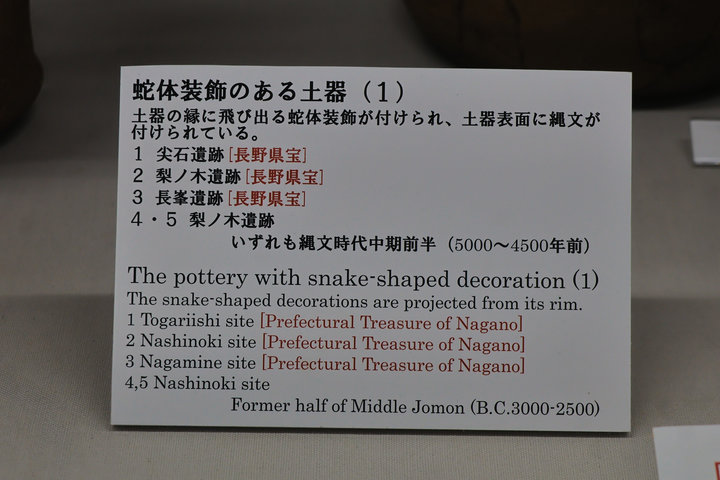 蛇体装飾のある土器（1）
土器の縁に飛び出る蛇体装飾が付けられ、土器表面に縄文が
付けられている。
1 尖石遺跡[長野県宝]
2 梨ノ木遺跡[長野県宝]
3 長峯遺跡[長野県宝]
4・5 梨ノ木遺跡
いずれも縄文時代中期前半（5000〜4500年前）
The pottery with snake-shaped decoration (1)
The snake-shaped decorations are projected from its rim.
1 Togariishi site [Prefectural Treasure of Nagano]
2 Nashinoki site [Prefectural Treasure of Nagano]
3 Nagamine site [Prefectural Treasure of Nagano]
4,5 Nashinoki site
Former half of Middle Jomon (B.C.3000-2500)